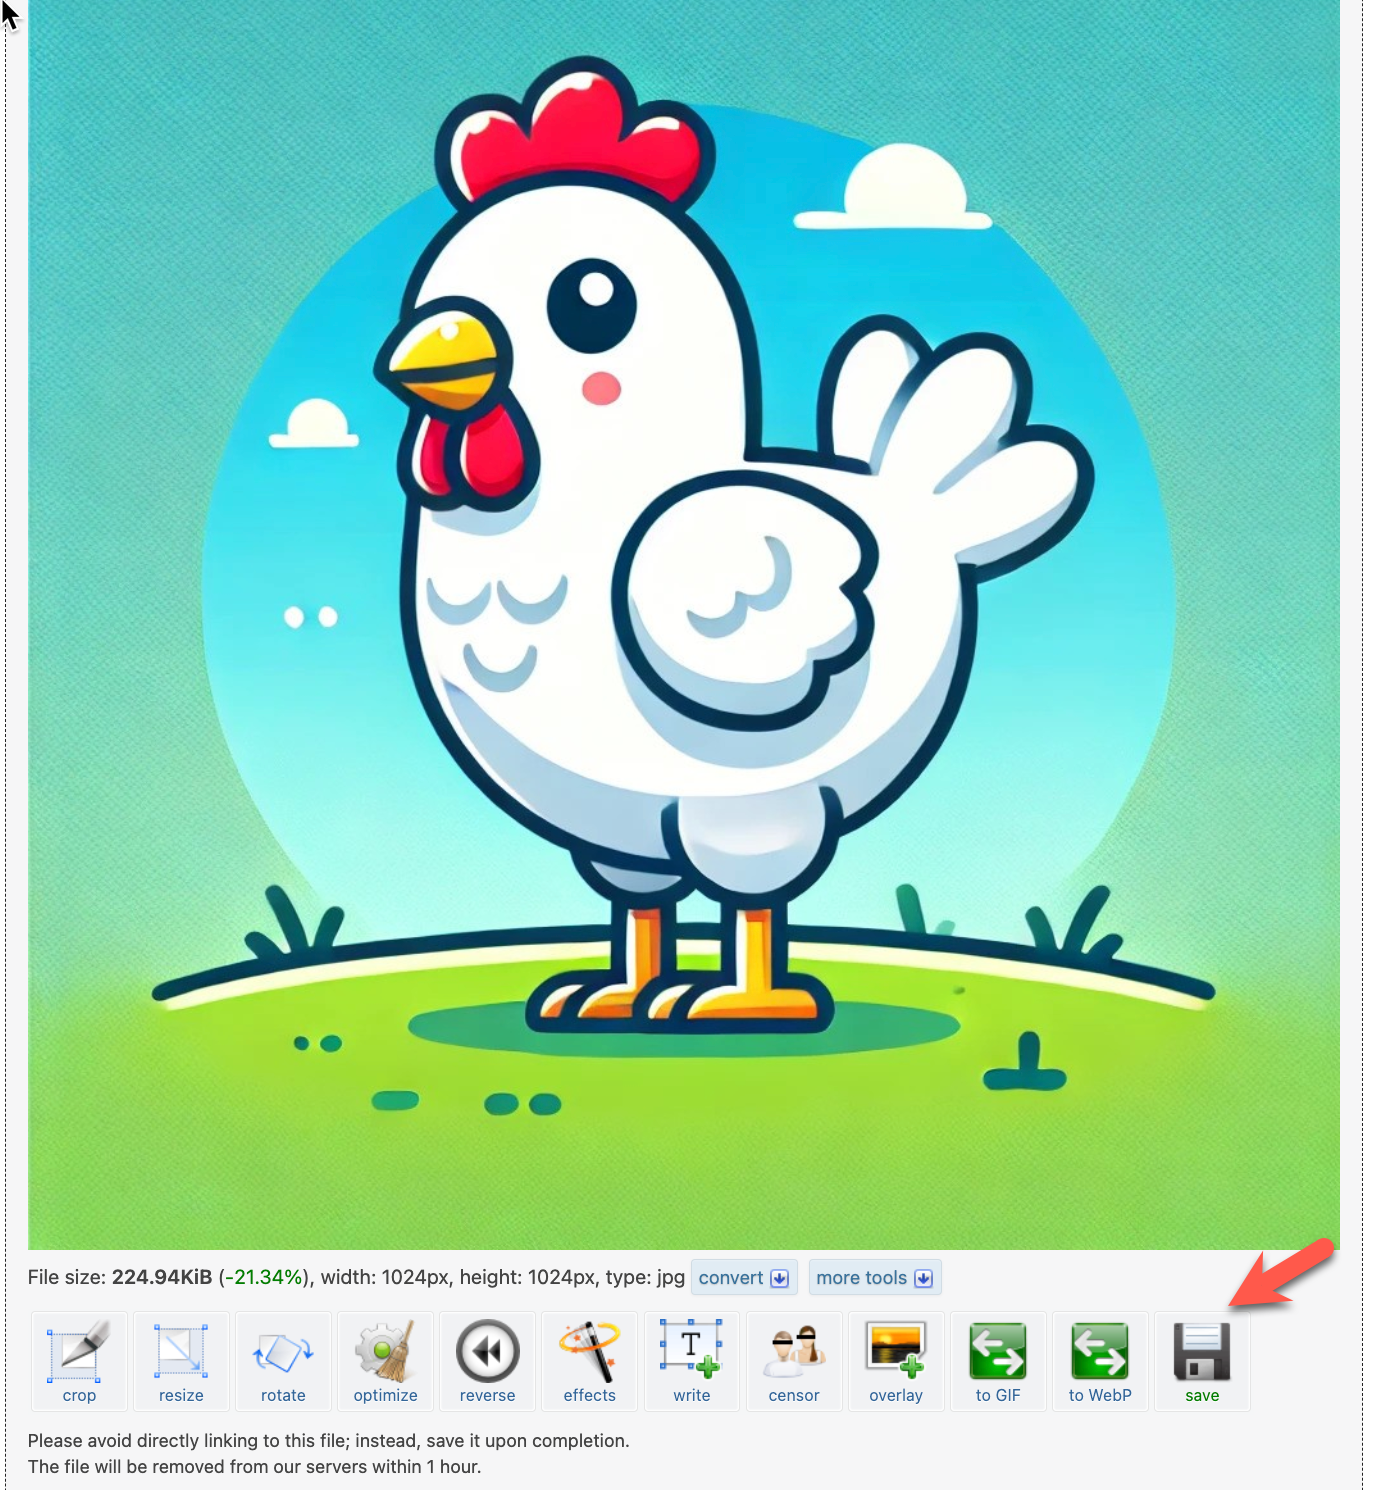 File size: 224.94KiB (-21.34%), width: 1024px, height: 1024px, type: jpg convert more tools
crop resize rotate optimize reverse effects T write censor overlay to GIF to WebP save
Please avoid directly linking to this file; instead, save it upon completion.
The file will be removed from our servers within 1 hour.